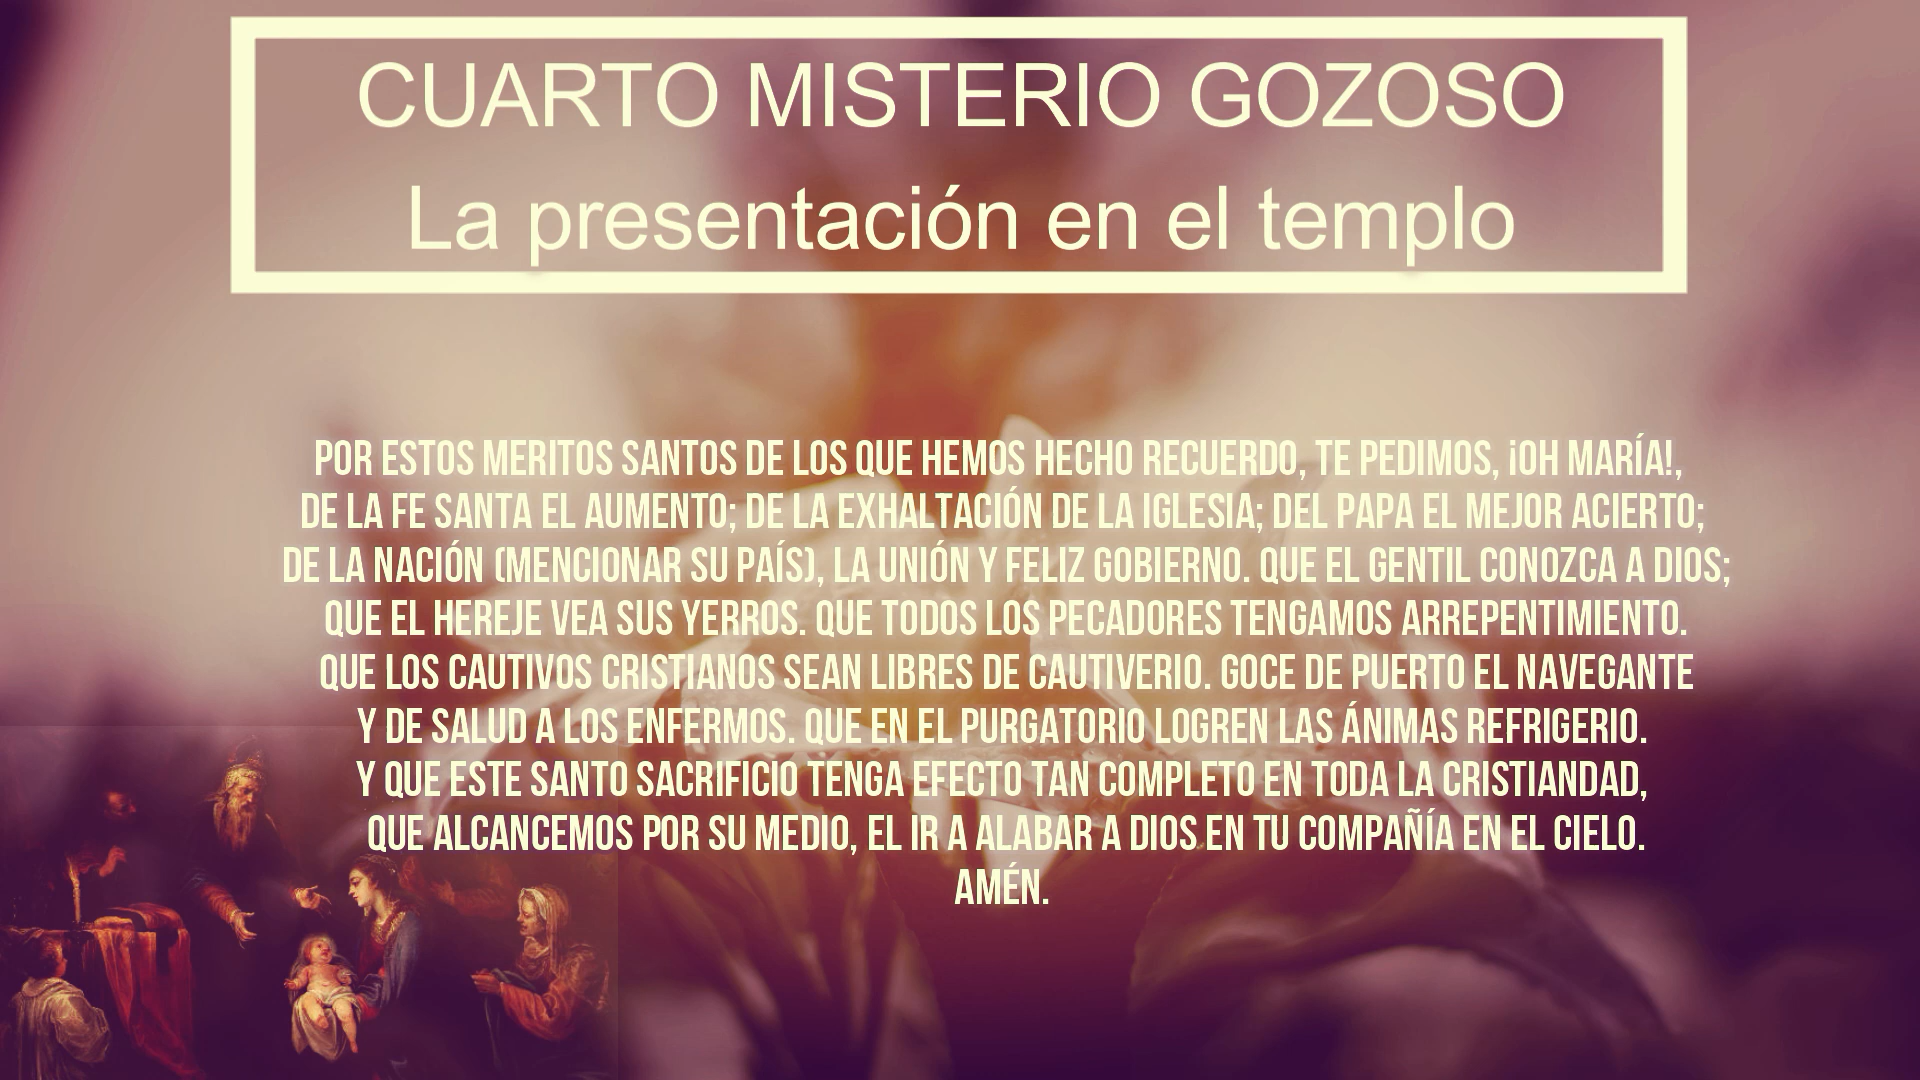 CUARTO MISTERIO GOZOSO
La presentación en el templo
POR ESTOS MERITOS SANTOS DE LOS QUE HEMOS HECHO RECUERDO, TE PEDIMOS, ¡OH MARÍA!,
DE LA FE SANTA EL AUMENTO; DE LA EXHALTACIÓN DE LA IGLESIA; DEL PAPA EL MEJOR ACIERTO;
DE LA NACIÓN (MENCIONAR SU PAÍS), LA UNIÓN Y FELIZ GOBIERNO. QUE EL GENTIL CONOZCA A DIOS;
QUE EL HEREJE VEA SUS YERROS. QUE TODOS LOS PECADORES TENGAMOS ARREPENTIMIENTO.
QUE LOS CAUTIVOS CRISTIANOS SEAN LIBRES DE CAUTIVERIO. GOCE DE PUERTO EL NAVEGANTE
Y DE SALUD A LOS ENFERMOS. QUE EN EL PURGATORIO LOGREN LAS ÁNIMAS REFRIGERIO.
Y QUE ESTE SANTO SACRIFICIO TENGA EFECTO TAN COMPLETO EN TODA LA CRISTIANDAD,
QUE ALCANCEMOS POR SU MEDIO, EL IR A ALABAR A DIOS EN TU COMPAÑÍA EN EL CIELO.
AMÉN.